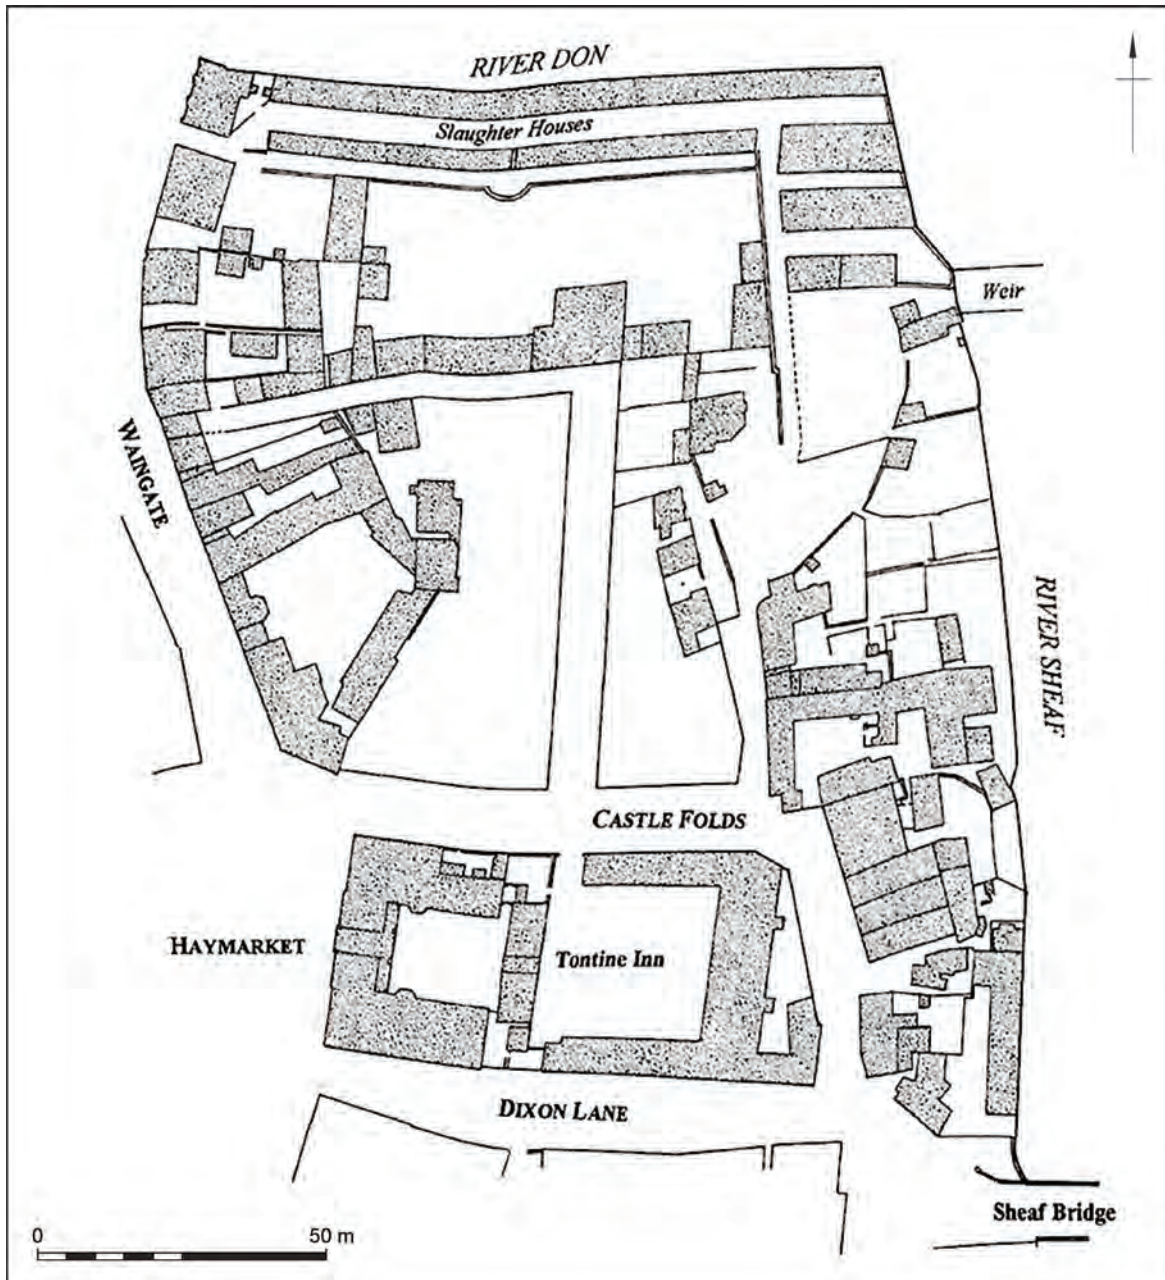 RIVER DON
Slaughter Houses
Weir
WAINGATE
RIVER SHEAF
CASTLE FOLDS
HAYMARKET
Tontine Inn
DIXON LANE
Sheaf Bridge
0 50 m